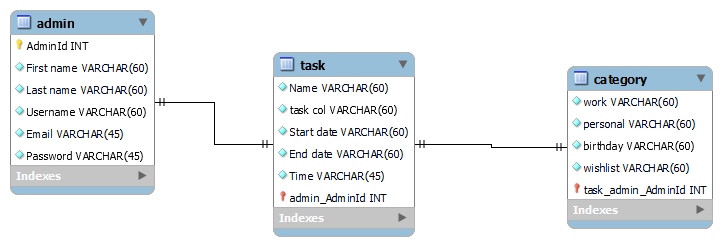 admin
AdminId INT
First name VARCHAR(60)
Last name VARCHAR(60)
Username VARCHAR(60)
Email VARCHAR(45)
Password VARCHAR(45)
Indexes
task
Name VARCHAR(60)
task col VARCHAR(60)
Start date VARCHAR(60)
End date VARCHAR(60)
Time VARCHAR(45)
admin_AdminId INT
Indexes
category
work VARCHAR(60)
personal VARCHAR(60)
birthday VARCHAR(60)
wishlist VARCHAR(60)
task_admin_AdminId INT
Indexes